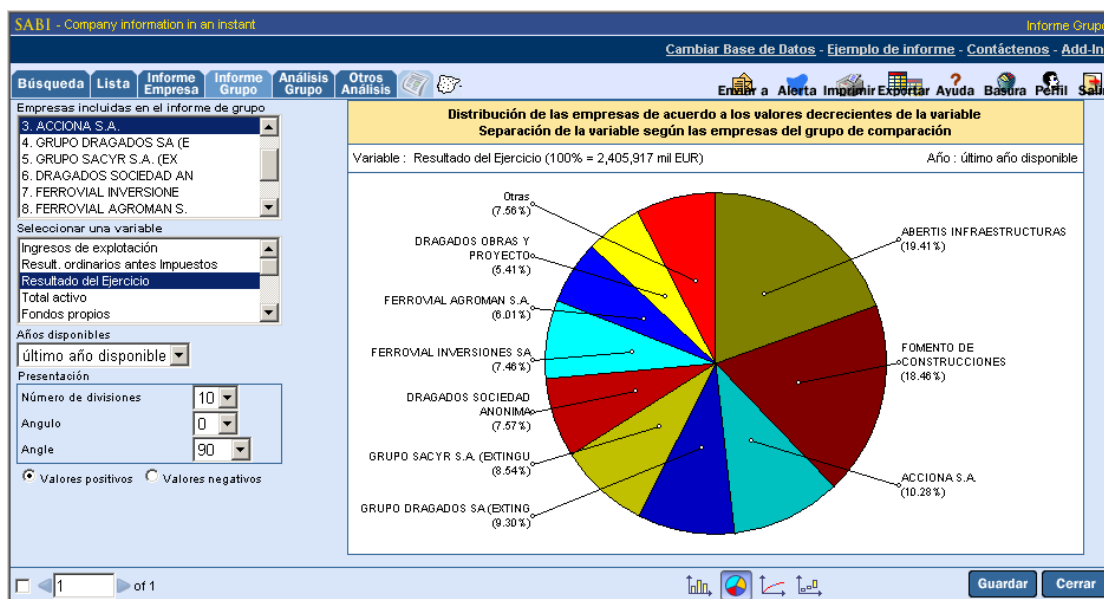 SABI - Company information in an instant
Informe Grupo
Cambiar Base de Datos - Ejemplo de informe - Contáctenos - Add-In
Búsqueda
Lista
Informe
Empresa
Informe
Grupo
Análisis
Grupo
Otros
Análisis
Enviar a
Alerta
Imprimir
Exportar
Ayuda
Basura
Perfil
Salir
Empresas incluidas en el informe de grupo
3. ACCIONA S.A.
4. GRUPO DRAGADOS SA (E
5. GRUPO SACYR S.A. (EX
6. DRAGADOS SOCIEDAD AN
7. FERROVIAL INVERSIONE
8. FERROVIAL AGROMAN S.
Seleccionar una variable
Ingresos de explotación
Result. ordinarios antes Impuestos
Resultado del Ejercicio
Total activo
Fondos propios
Años disponibles
último año disponible
Presentación
Número de divisiones 10
Angulo 0
Angle 90
Valores positivos Valores negativos
Distribución de las empresas de acuerdo a los valores decrecientes de la variable
Separación de la variable según las empresas del grupo de comparación
Variable : Resultado del Ejercicio (100% = 2,405,917 mil EUR) Año : último año disponible
Otras
(7.56%)
DRAGADOS OBRAS Y
PROYECTO
(5.41%)
FERROVIAL AGROMAN S.A.
(6.01%)
FERROVIAL INVERSIONES SA
(7.46%)
DRAGADOS SOCIEDAD
ANONIMA
(7.57%)
GRUPO SACYR S.A. (EXTINGU
(8.54%)
GRUPO DRAGADOS SA (EXTING
(9.30%)
ABERTIS INFRAESTRUCTURAS
(19.41%)
FOMENTO DE
CONSTRUCCIONES
(18.46%)
ACCIONA S.A.
(10.28%)
1 of 1
Guardar
Cerrar